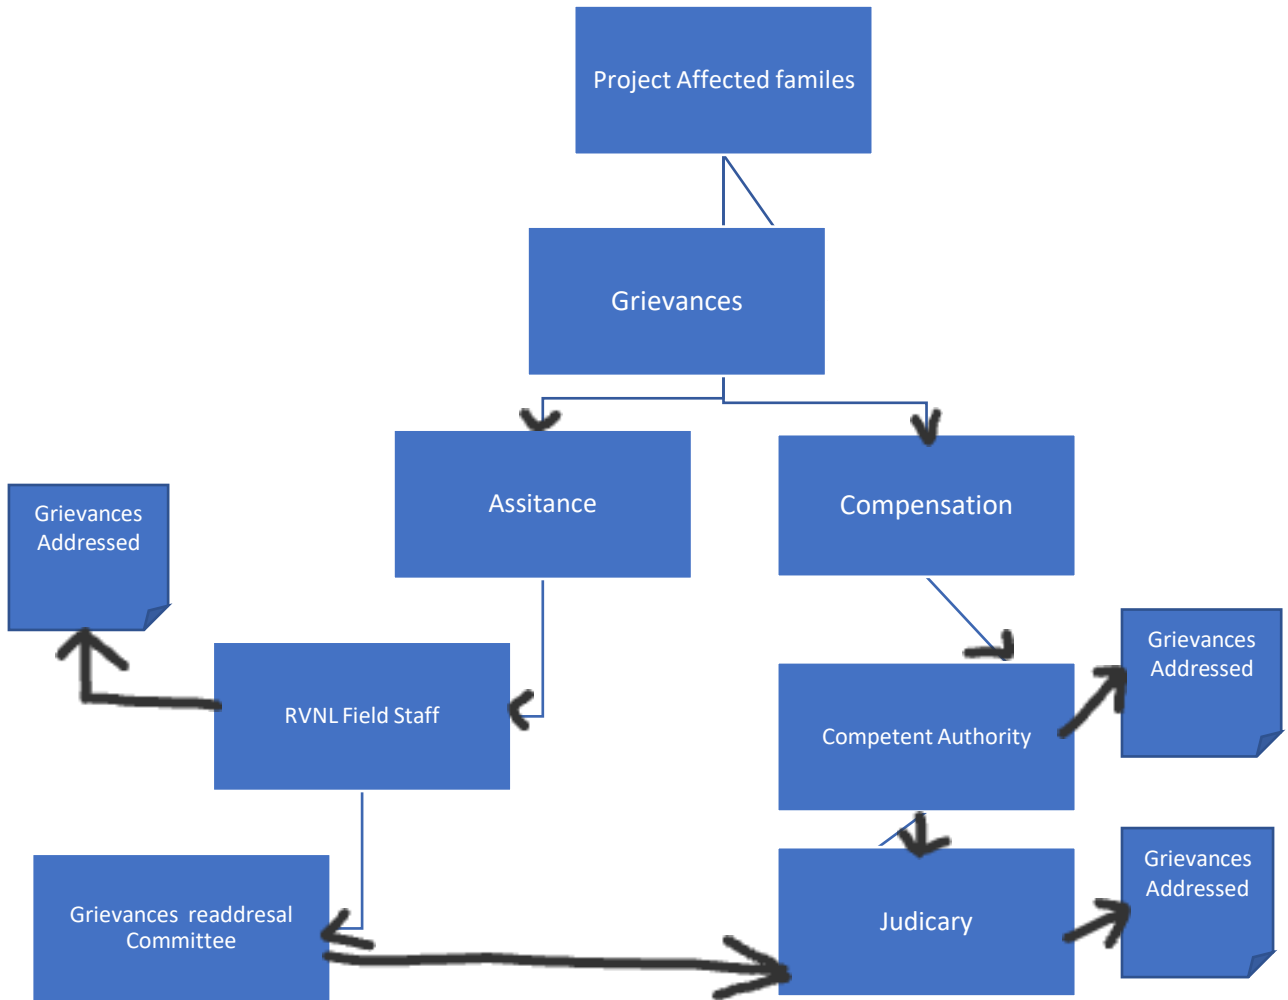 Project Affected familes
Grievances
Assitance
Compensation
Grievances
Addressed
RVNL Field Staff
Competent Authority
Grievances
Addressed
Grievances readdresal
Committee
Judicary
Grievances
Addressed